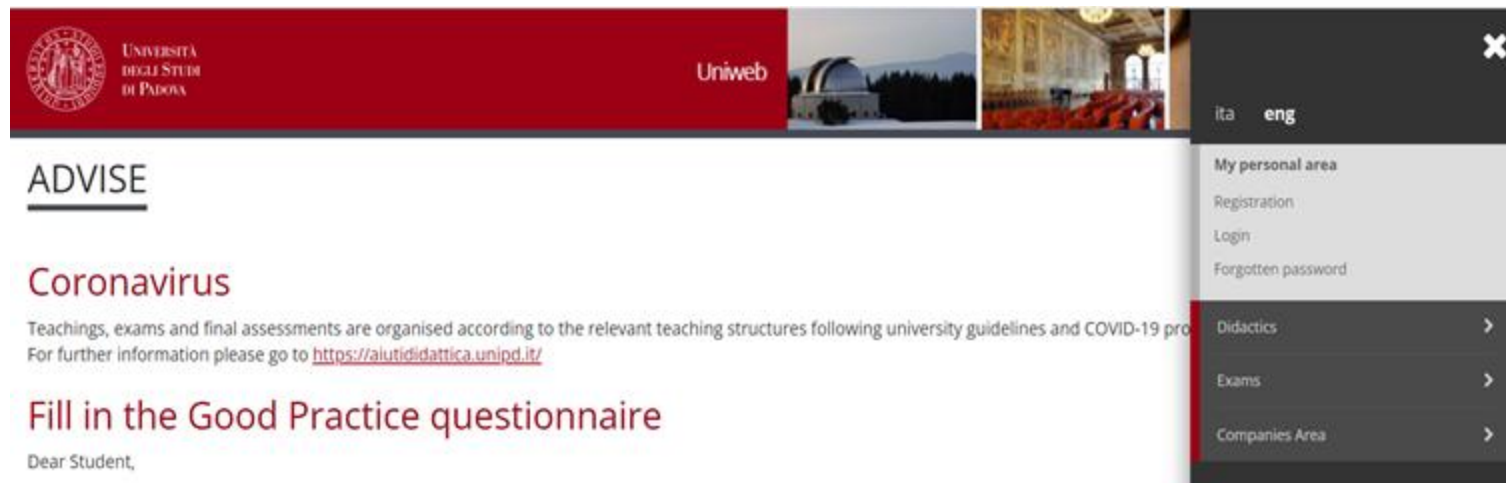 UNIVERSITÀ
DEGLI STUDI
DI PADOVA
Uniweb
ita eng
My personal area
Registration
Login
Forgotten password
Didactics
Exams
Companies Area
ADVISE
Coronavirus
Teachings, exams and final assessments are organised according to the relevant teaching structures following university guidelines and COVID-19 pro
For further information please go to https://aiutididattica.unipd.it/
Fill in the Good Practice questionnaire
Dear Student,